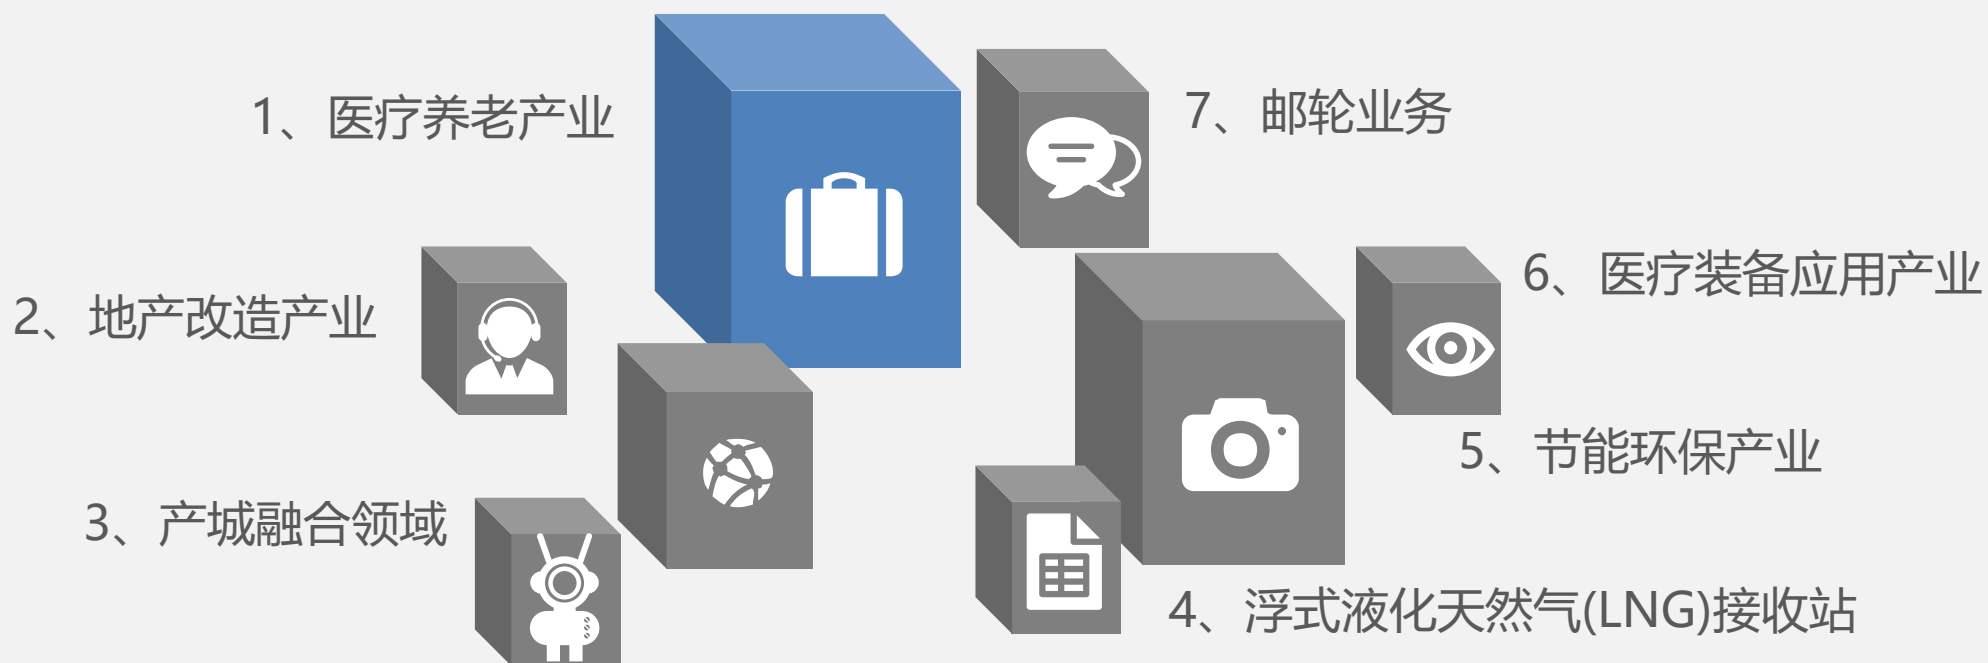 1、医疗养老产业
2、地产改造产业
3、产城融合领域
4、浮式液化天然气(LNG)接收站
5、节能环保产业
6、医疗装备应用产业
7、邮轮业务